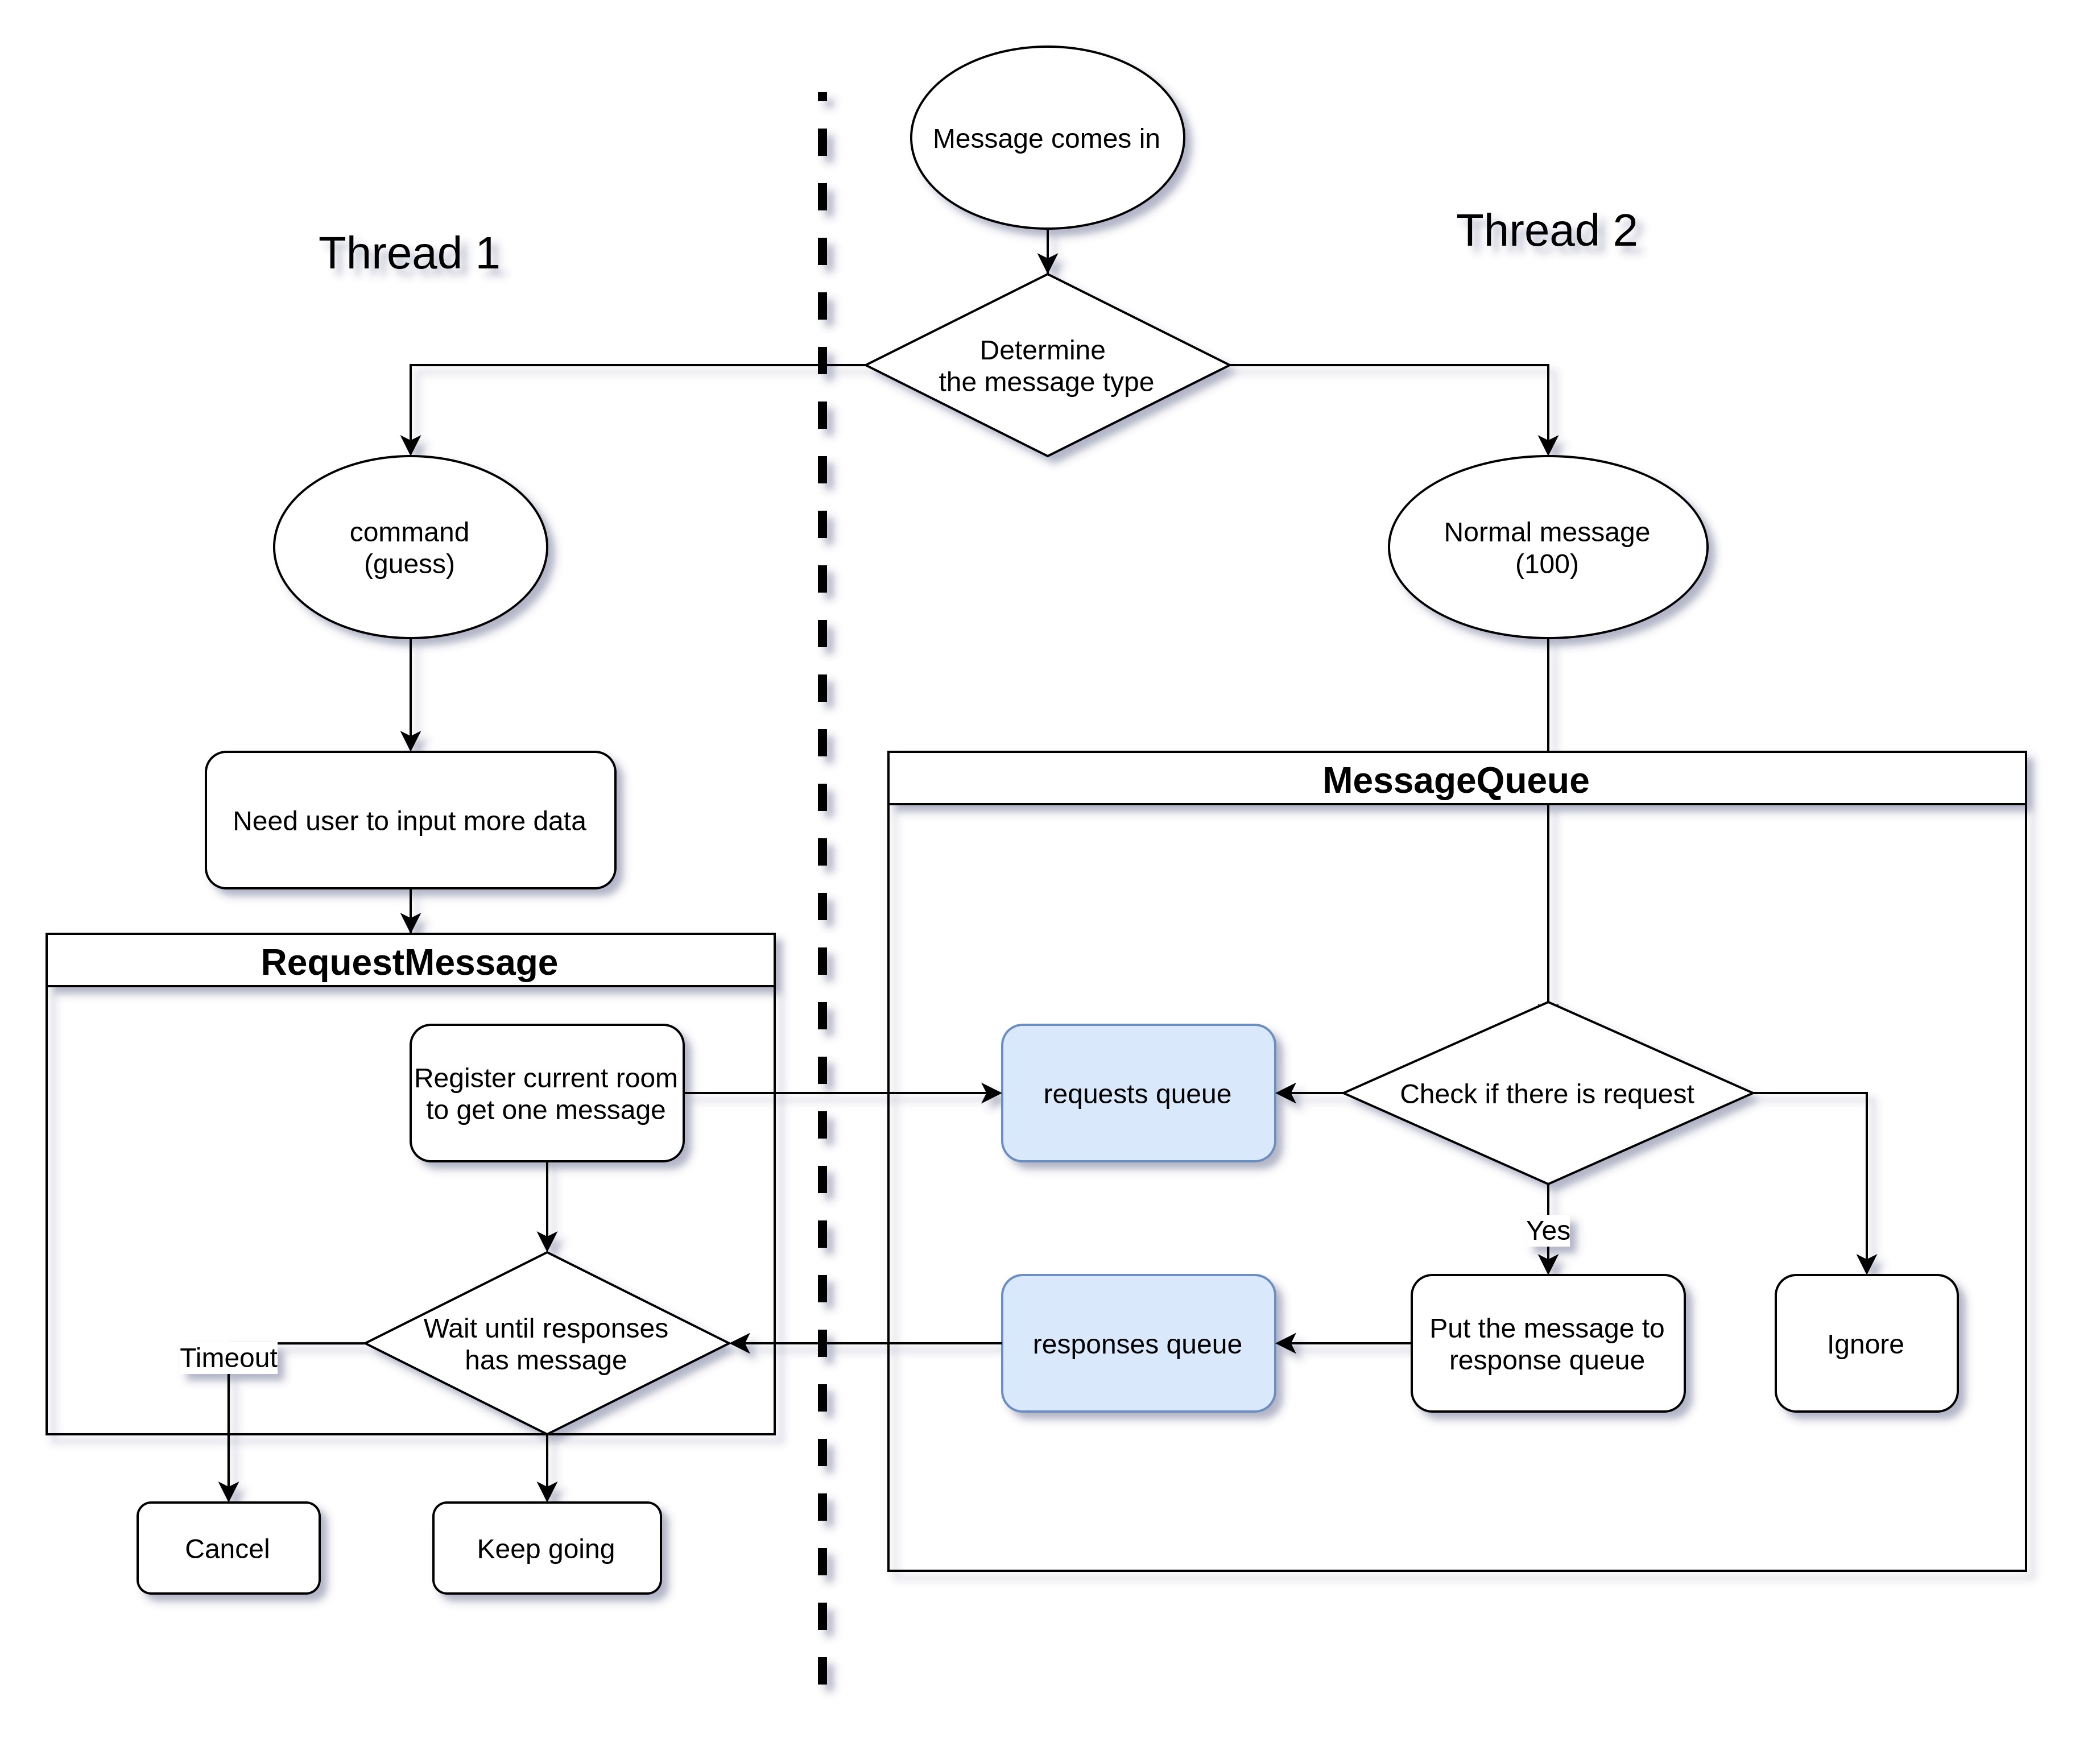 Message comes in
Thread 1
Thread 2
Determine
the message type
command
(guess)
Normal message
(100)
Need user to input more data
MessageQueue
RequestMessage
Register current room
to get one message
requests queue
Check if there is request
Yes
Wait until responses
has message
Timeout
responses queue
Put the message to
response queue
Ignore
Cancel
Keep going